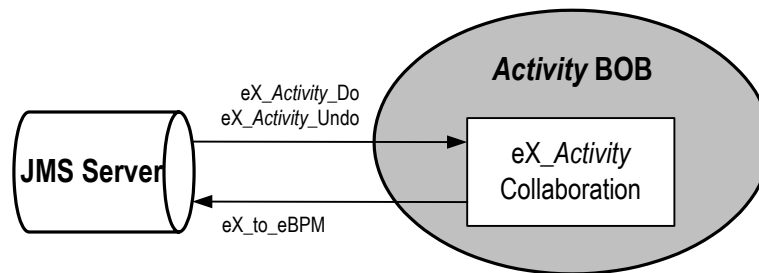 Activity BOB
eX_Activity_Do
eX_Activity_Undo
JMS Server
eX_Activity
Collaboration
eX_to_eBPM